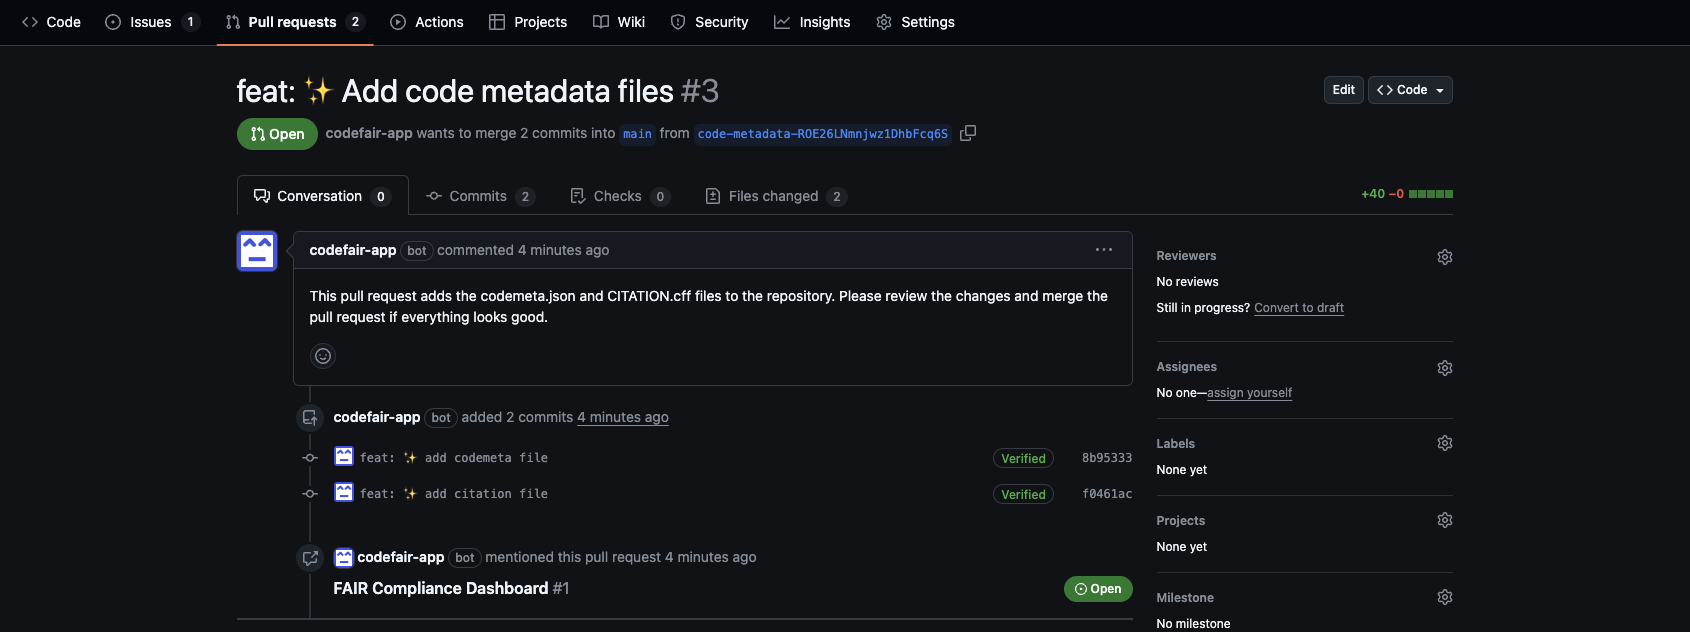 Code Issues 1 Pull requests 2 Actions Projects Wiki Security Insights Settings
feat: ✨ Add code metadata files #3
Edit Code
Open codefair-app wants to merge 2 commits into main from code-metadata-ROE26LNmnjwz1DhbFcq6S
Conversation 0 Commits 2 Checks 0 Files changed 2 +40 −0
codefair-app bot commented 4 minutes ago
This pull request adds the codemeta.json and CITATION.cff files to the repository. Please review the changes and merge the
pull request if everything looks good.
codefair-app bot added 2 commits 4 minutes ago
feat: ✨ add codemeta file Verified 8b95333
feat: ✨ add citation file Verified f0461ac
codefair-app bot mentioned this pull request 4 minutes ago
FAIR Compliance Dashboard #1 Open
Reviewers
No reviews
Still in progress? Convert to draft
Assignees
No one—assign yourself
Labels
None yet
Projects
None yet
Milestone
No milestone